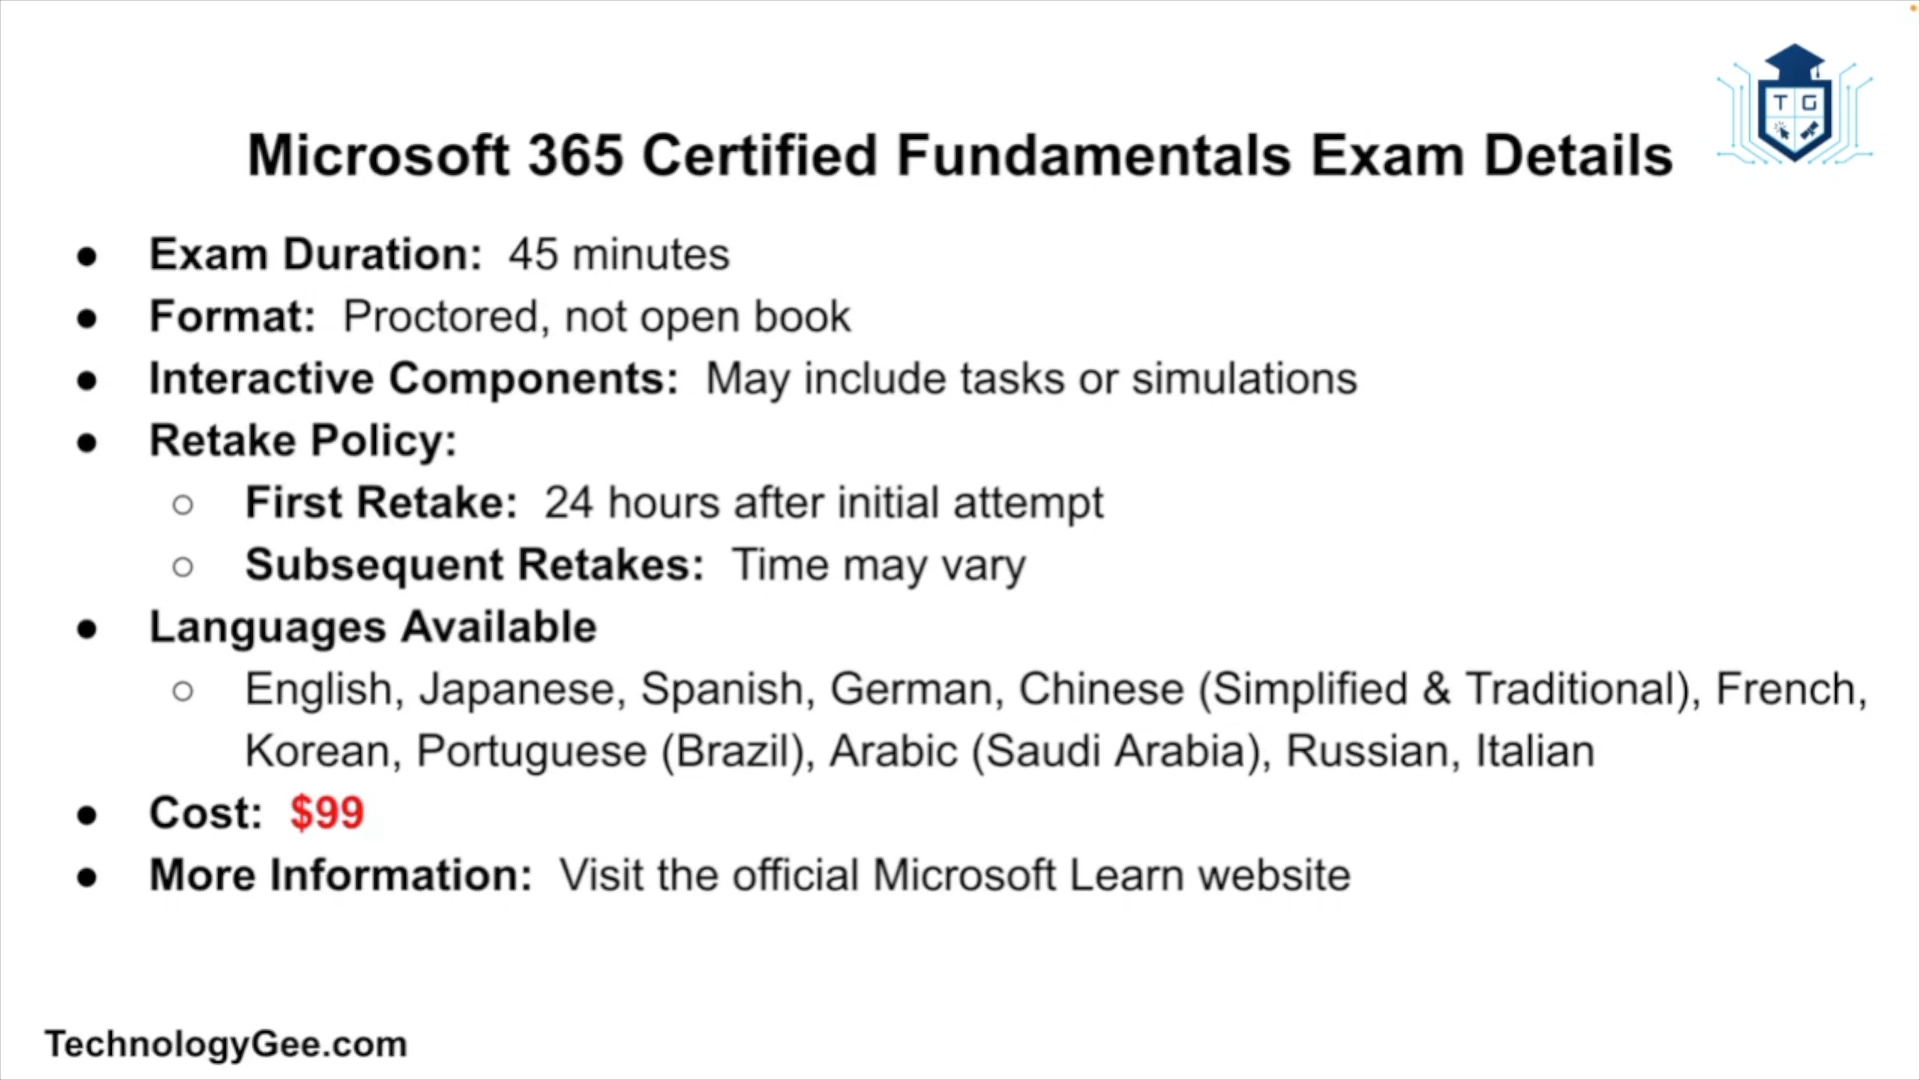 T G
Microsoft 365 Certified Fundamentals Exam Details
● Exam Duration: 45 minutes
● Format: Proctored, not open book
● Interactive Components: May include tasks or simulations
● Retake Policy:
○ First Retake: 24 hours after initial attempt
○ Subsequent Retakes: Time may vary
● Languages Available
○ English, Japanese, Spanish, German, Chinese (Simplified & Traditional), French,
Korean, Portuguese (Brazil), Arabic (Saudi Arabia), Russian, Italian
● Cost: $99
● More Information: Visit the official Microsoft Learn website
TechnologyGee.com